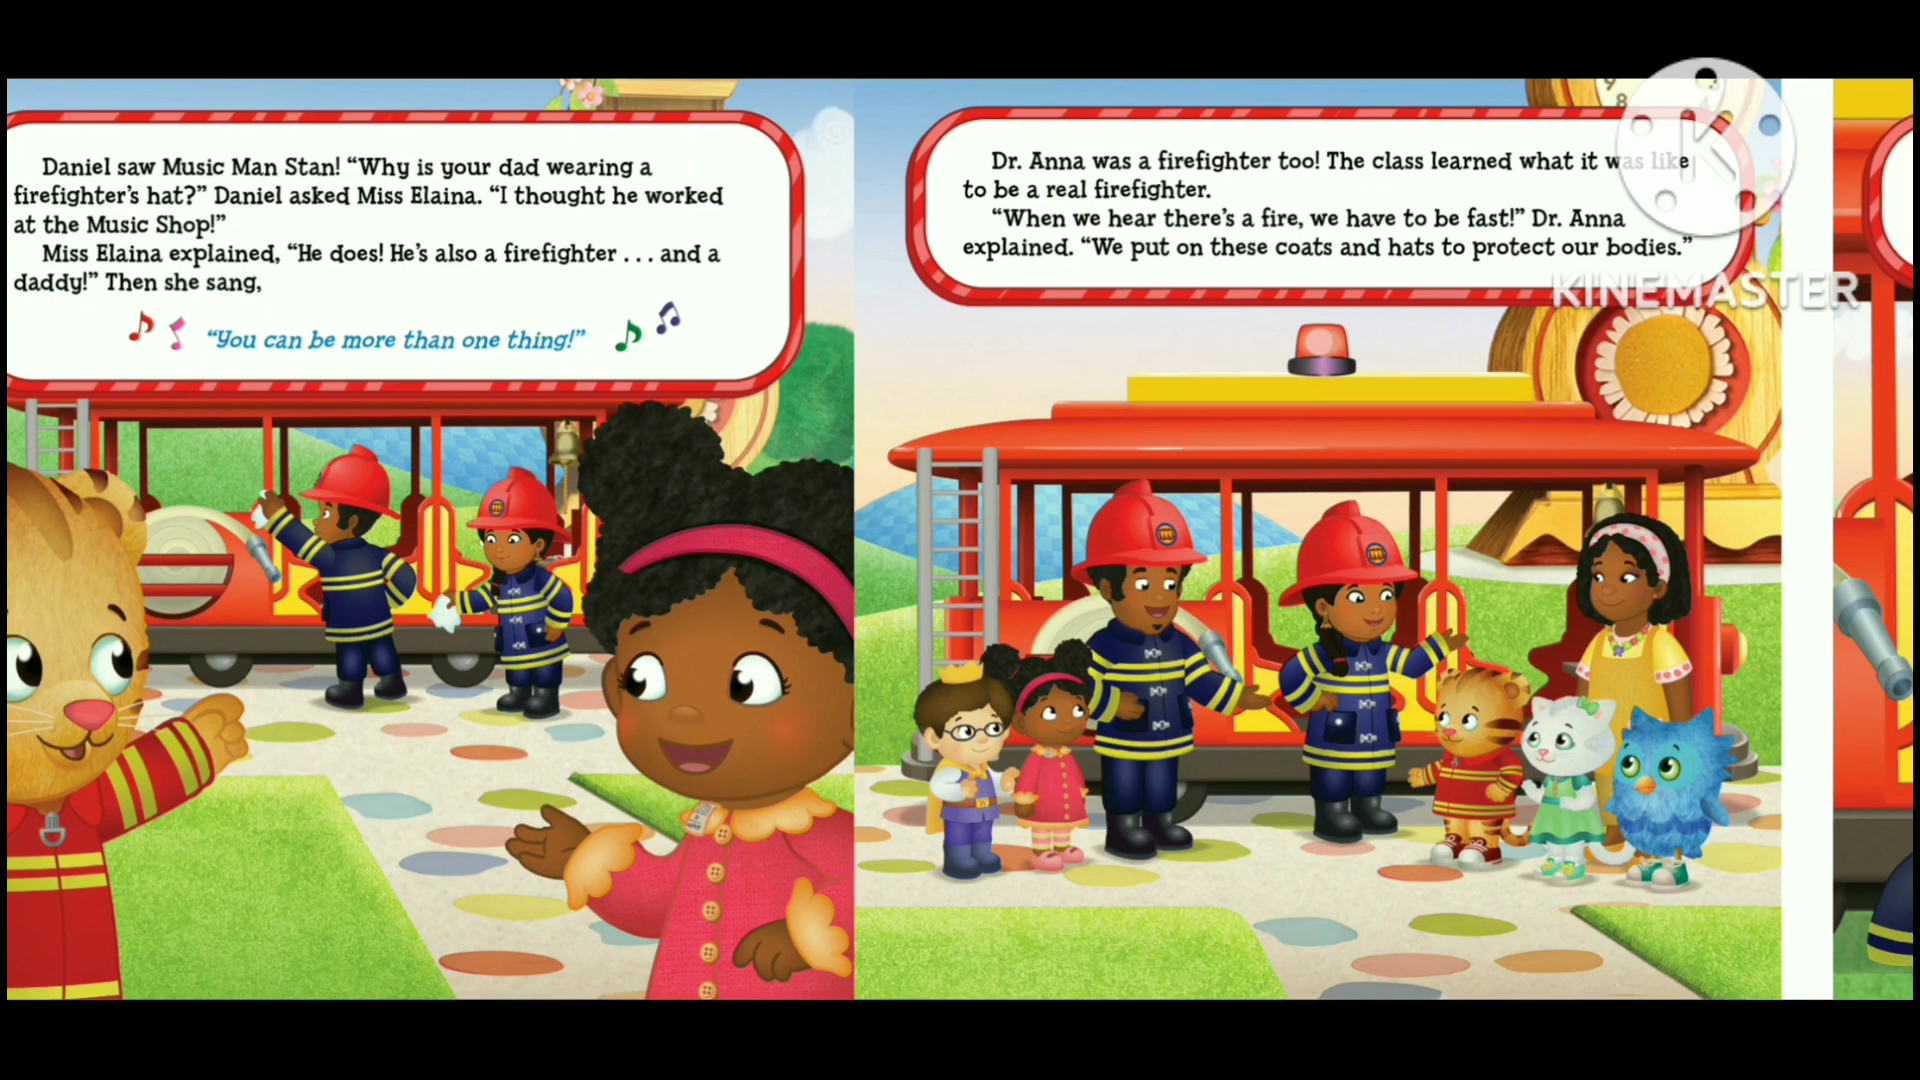 Daniel saw Music Man Stan! “Why is your dad wearing a
firefighter’s hat?” Daniel asked Miss Elaina. “I thought he worked
at the Music Shop!”
Miss Elaina explained, “He does! He’s also a firefighter . . . and a
daddy!” Then she sang,
“You can be more than one thing!”
Dr. Anna was a firefighter too! The class learned what it was like
to be a real firefighter.
“When we hear there’s a fire, we have to be fast!” Dr. Anna
explained. “We put on these coats and hats to protect our bodies.”
K
KINEMASTER
9
8
W